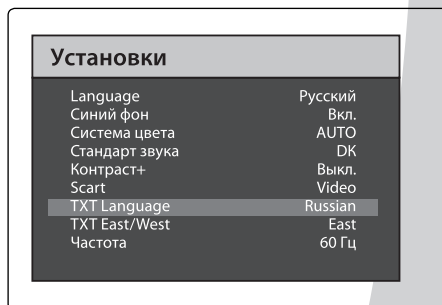 Установки
Language Русский
Синий фон Вкл.
Система цвета AUTO
Стандарт звука DK
Контраст+ Выкл.
Scart Video
TXT Language Russian
TXT East/West East
Частота 60 Гц